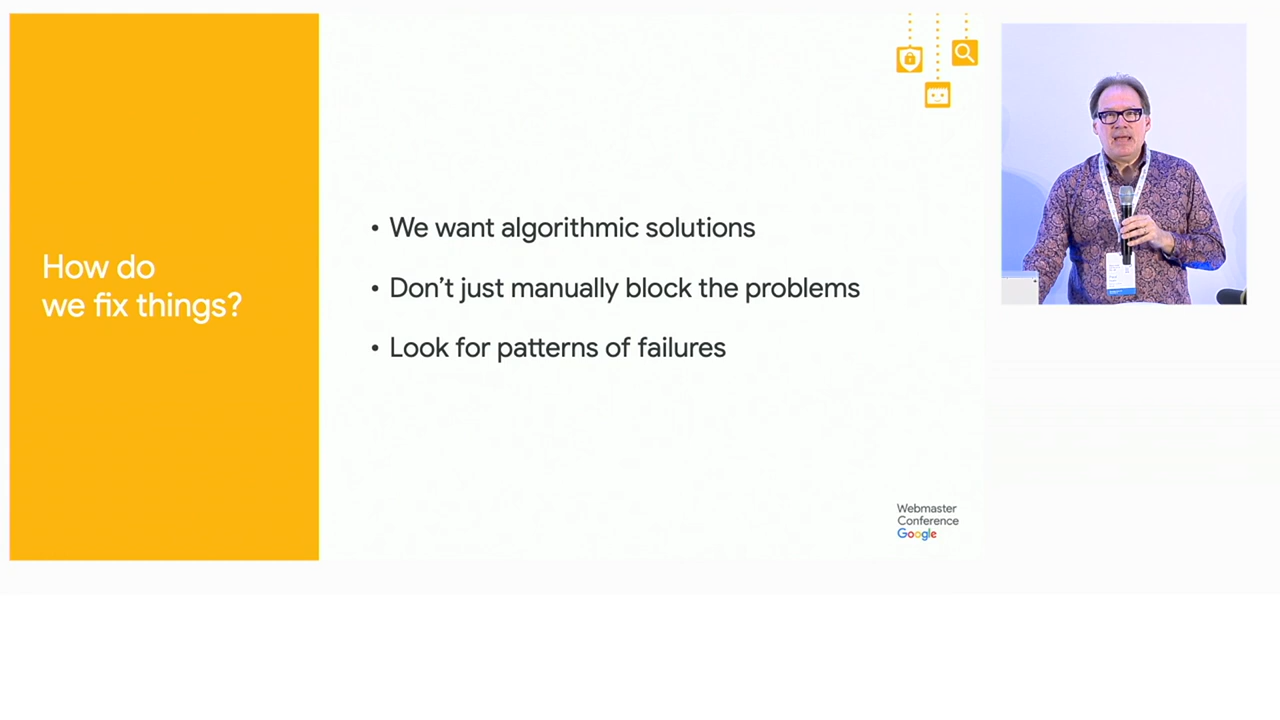 How do
we fix things?
• We want algorithmic solutions
• Don’t just manually block the problems
• Look for patterns of failures
Webmaster
Conference
Google